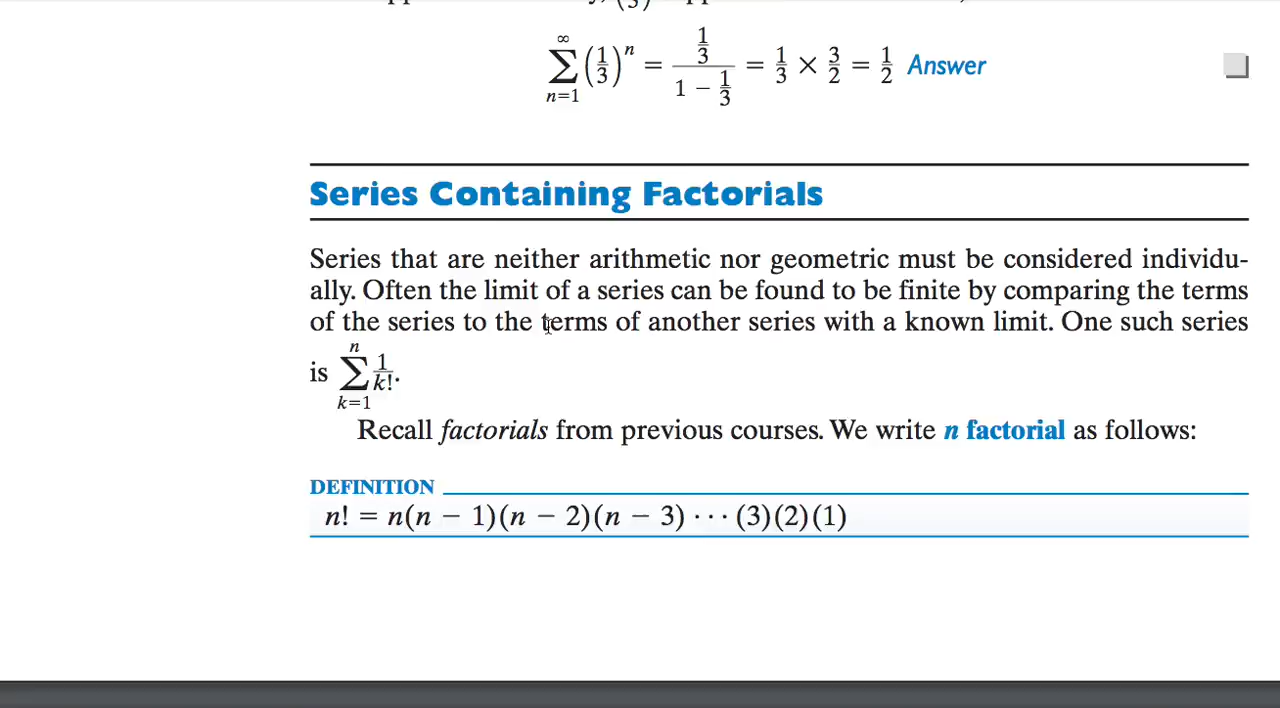 ∑(1/3)ⁿ = (1/3)/(1 − 1/3) = 1/3 × 3/2 = 1/2 Answer
∞
n=1
Series Containing Factorials
Series that are neither arithmetic nor geometric must be considered individu-
ally. Often the limit of a series can be found to be finite by comparing the terms
of the series to the terms of another series with a known limit. One such series
n
is ∑ 1/k!.
k=1
Recall factorials from previous courses. We write n factorial as follows:
DEFINITION
n! = n(n − 1)(n − 2)(n − 3) · · · (3)(2)(1)